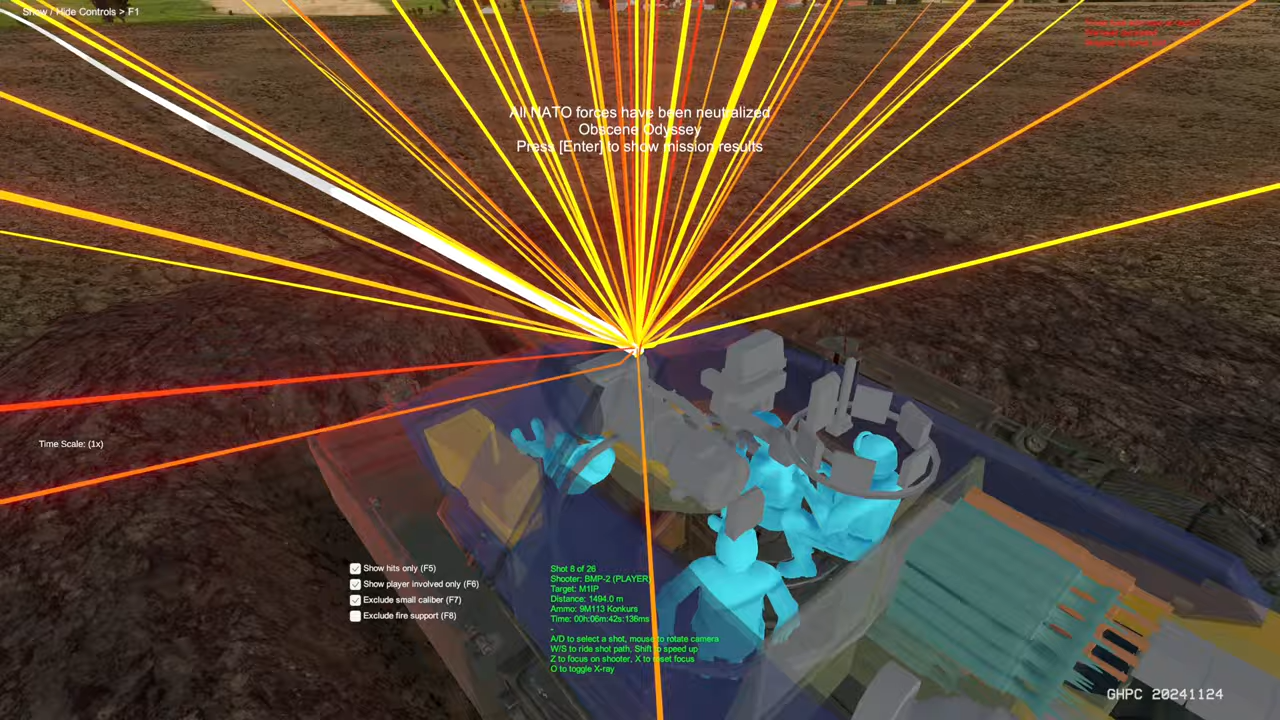 Show / Hide Controls > F1
All NATO forces have been neutralized
Obscene Odyssey
Press [Enter] to show mission results
Time Scale: (1x)
Show hits only (F5)
Show player involved only (F6)
Exclude small caliber (F7)
Exclude fire support (F8)
Shot 8 of 26
Shooter: BMP-2 (PLAYER)
Target: M1IP
Distance: 1494.0 m
Ammo: 9M113 Konkurs
Time: 00h:06m:42s:136ms
-
A/D to select a shot, mouse to rotate camera
W/S to ride shot path, Shift to speed up
Z to focus on shooter, X to reset focus
O to toggle X-ray
GHPC 20241124